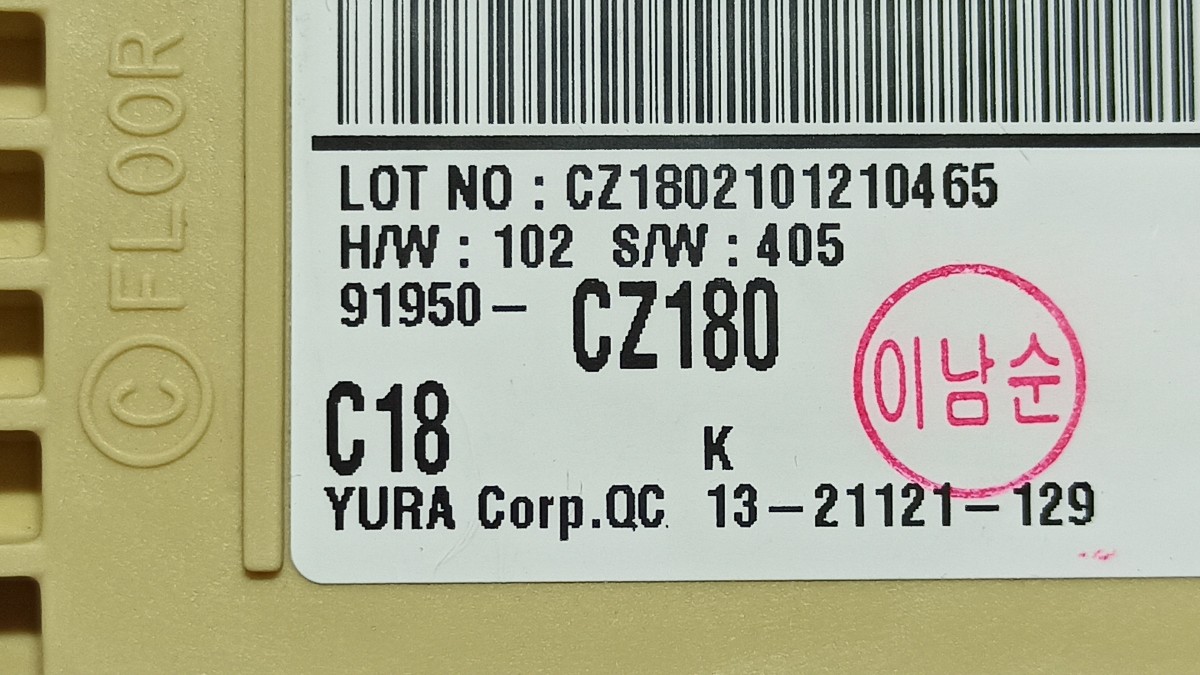 © FLOOR
LOT NO : CZ1802101210465
H/W : 102 S/W : 405
91950- CZ180
이남순
C18
K
YURA Corp.QC 13-21121-129